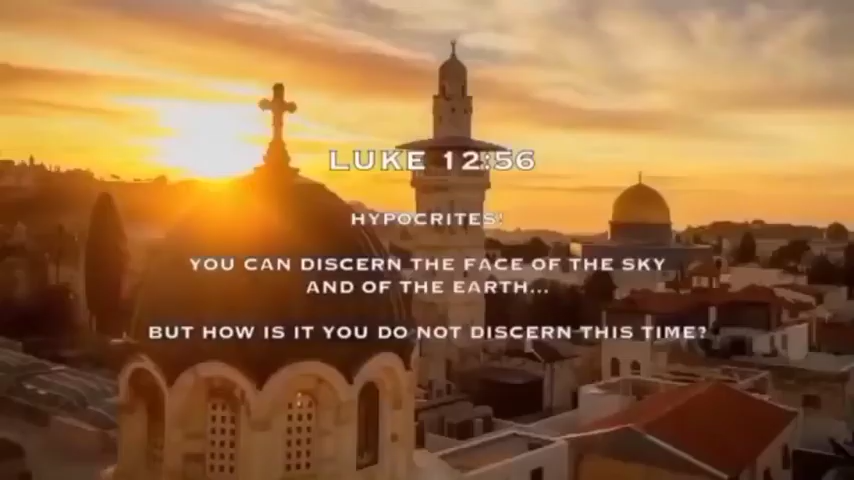 LUKE 12:56
HYPOCRITES!
YOU CAN DISCERN THE FACE OF THE SKY
AND OF THE EARTH...
BUT HOW IS IT YOU DO NOT DISCERN THIS TIME?